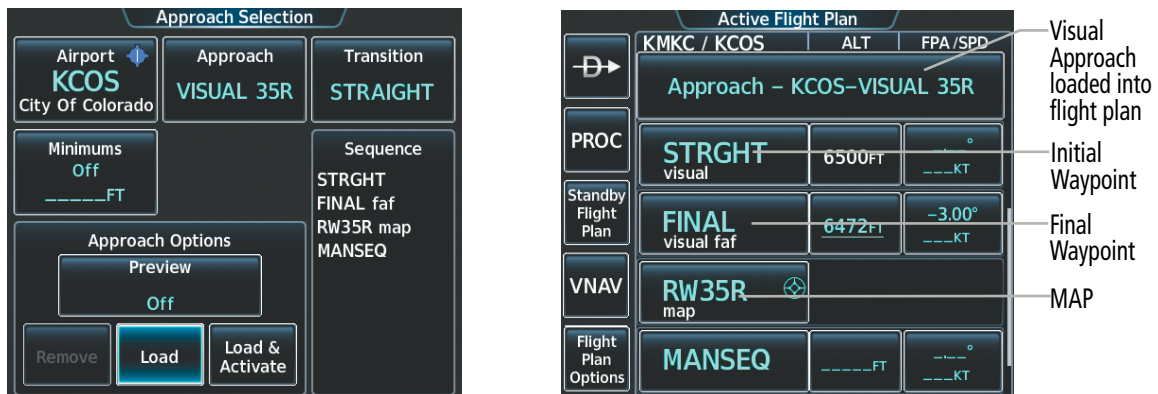 Approach Selection
Airport
KCOS
City Of Colorado
Approach
VISUAL 35R
Transition
STRAIGHT
Minimums
Off
_____FT
Sequence
STRGHT
FINAL faf
RW35R map
MANSEQ
Approach Options
Preview
Off
Remove
Load
Load &
Activate
Active Flight Plan
KMKC / KCOS
ALT
FPA/SPD
D
Approach – KCOS–VISUAL 35R
PROC
STRGHT
visual
6500FT
_.__°
___KT
Standby
Flight
Plan
FINAL
visual faf
6472FT
–3.00°
___KT
VNAV
RW35R
map
Flight
Plan
Options
MANSEQ
_____FT
_.__°
___KT
Visual
Approach
loaded into
flight plan
Initial
Waypoint
Final
Waypoint
MAP